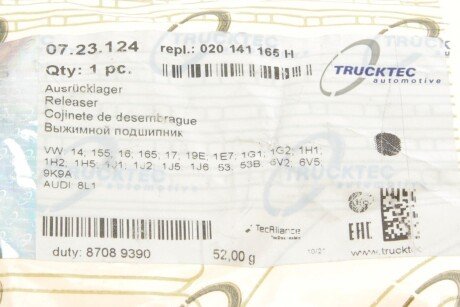 07.23.124
repl.: 020 141 165 H
Qty: 1 pc.
TRUCKTEC
automotive
Ausrücklager
Releaser
Cojinete de desembrague
Выжимной подшипник
VW 14, 155, 16, 165, 17, 19E, 1E7, 1G1, 1G2, 1H1,
1H2, 1H5, 1J1, 1J2, 1J5, 1J6, 53, 53B, 6V2, 6V5,
9K9A
AUDI 8L1
TecAlliance
EAC
duty: 8708 9390
52,00 g
www.trucktec